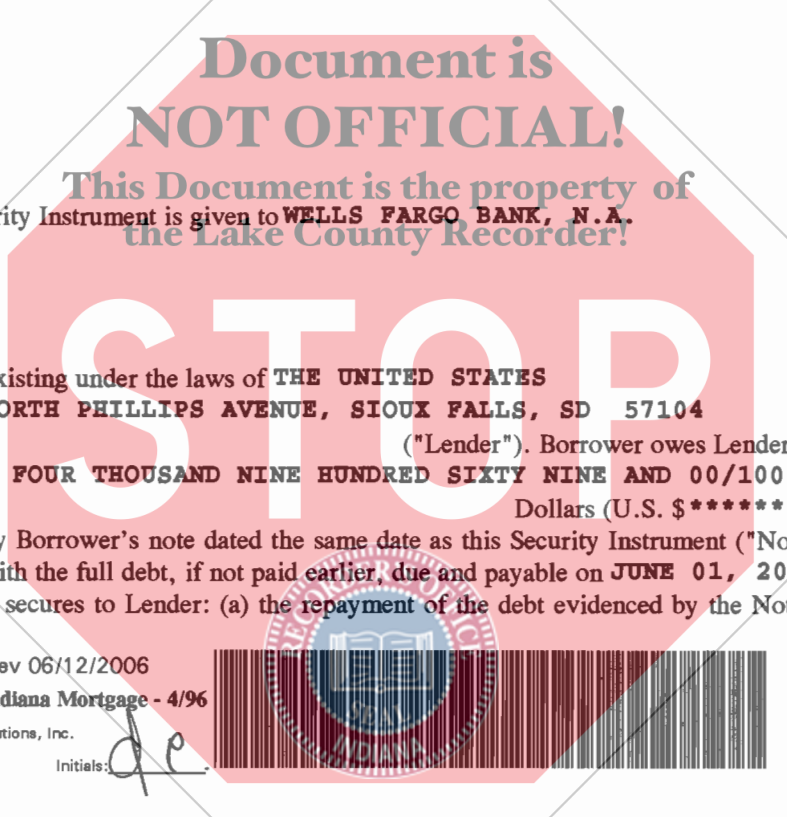 Document is
NOT OFFICIAL!
This Document is the property of
rity Instrument is given to WELLS FARGO BANK, N.A.
the Lake County Recorder!
STOP
xisting under the laws of THE UNITED STATES
ORTH PHILLIPS AVENUE, SIOUX FALLS, SD 57104
("Lender"). Borrower owes Lender
FOUR THOUSAND NINE HUNDRED SIXTY NINE AND 00/100
Dollars (U.S. $******
y Borrower's note dated the same date as this Security Instrument ("No
ith the full debt, if not paid earlier, due and payable on JUNE 01, 20
secures to Lender: (a) the repayment of the debt evidenced by the No
RECORDER'S OFFICE
SEAL
INDIANA
ev 06/12/2006
diana Mortgage - 4/96
tions, Inc.
Initials: